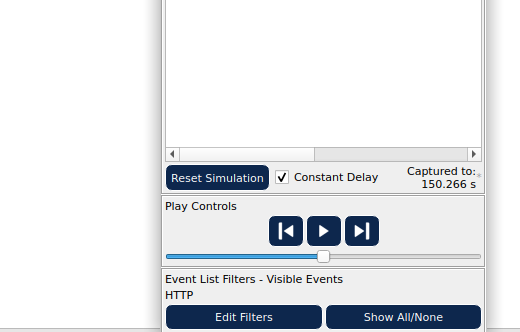 Reset Simulation
Constant Delay
Captured to:*
150.266 s
Play Controls
Event List Filters - Visible Events
HTTP
Edit Filters
Show All/None